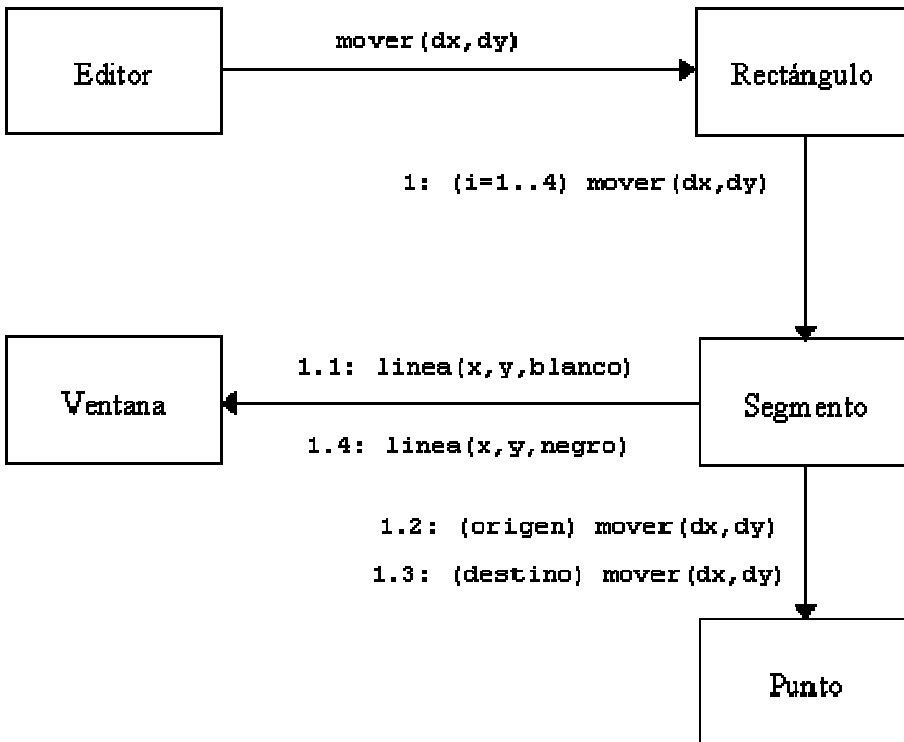 mover(dx,dy)
Editor
Rectángulo
1: (i=1..4) mover(dx,dy)
1.1: linea(x,y,blanco)
Ventana
Segmento
1.4: linea(x,y,negro)
1.2: (origen) mover(dx,dy)
1.3: (destino) mover(dx,dy)
Punto